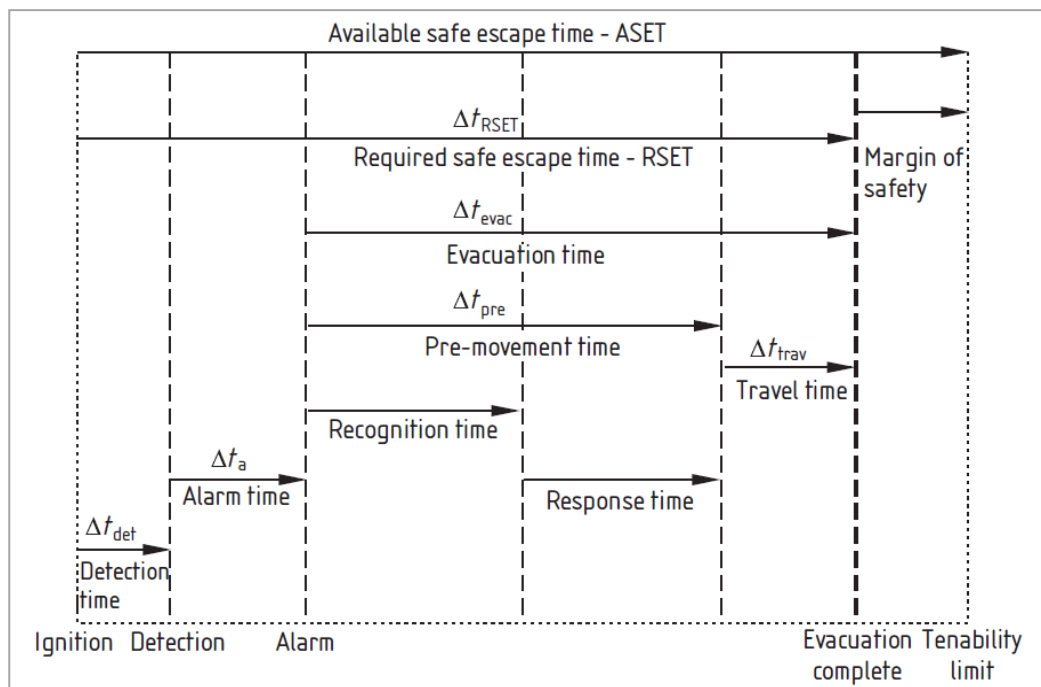 Available safe escape time - ASET
Δt_RSET
Required safe escape time - RSET
Margin of
safety
Δt_evac
Evacuation time
Δt_pre
Pre-movement time
Δt_trav
Travel time
Recognition time
Δt_a
Alarm time
Response time
Δt_det
Detection
time
Ignition Detection Alarm Evacuation Tenability
complete limit